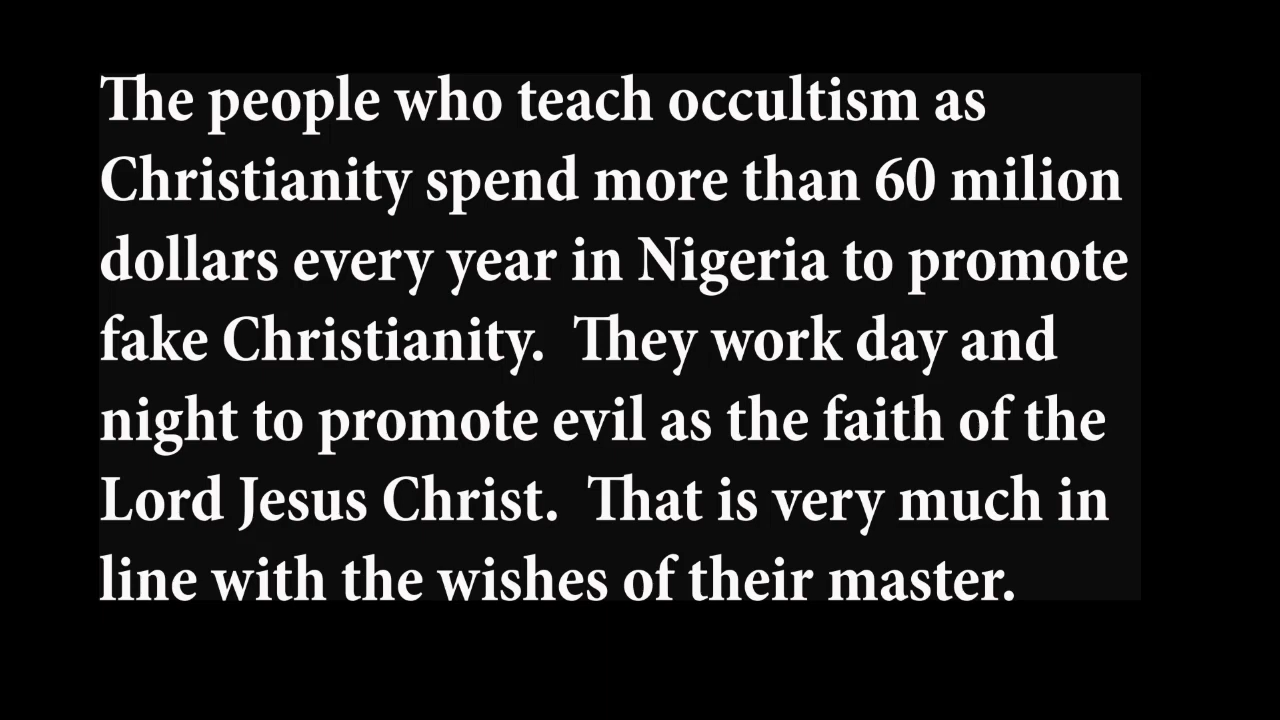 The people who teach occultism as
Christianity spend more than 60 milion
dollars every year in Nigeria to promote
fake Christianity.  They work day and
night to promote evil as the faith of the
Lord Jesus Christ.  That is very much in
line with the wishes of their master.